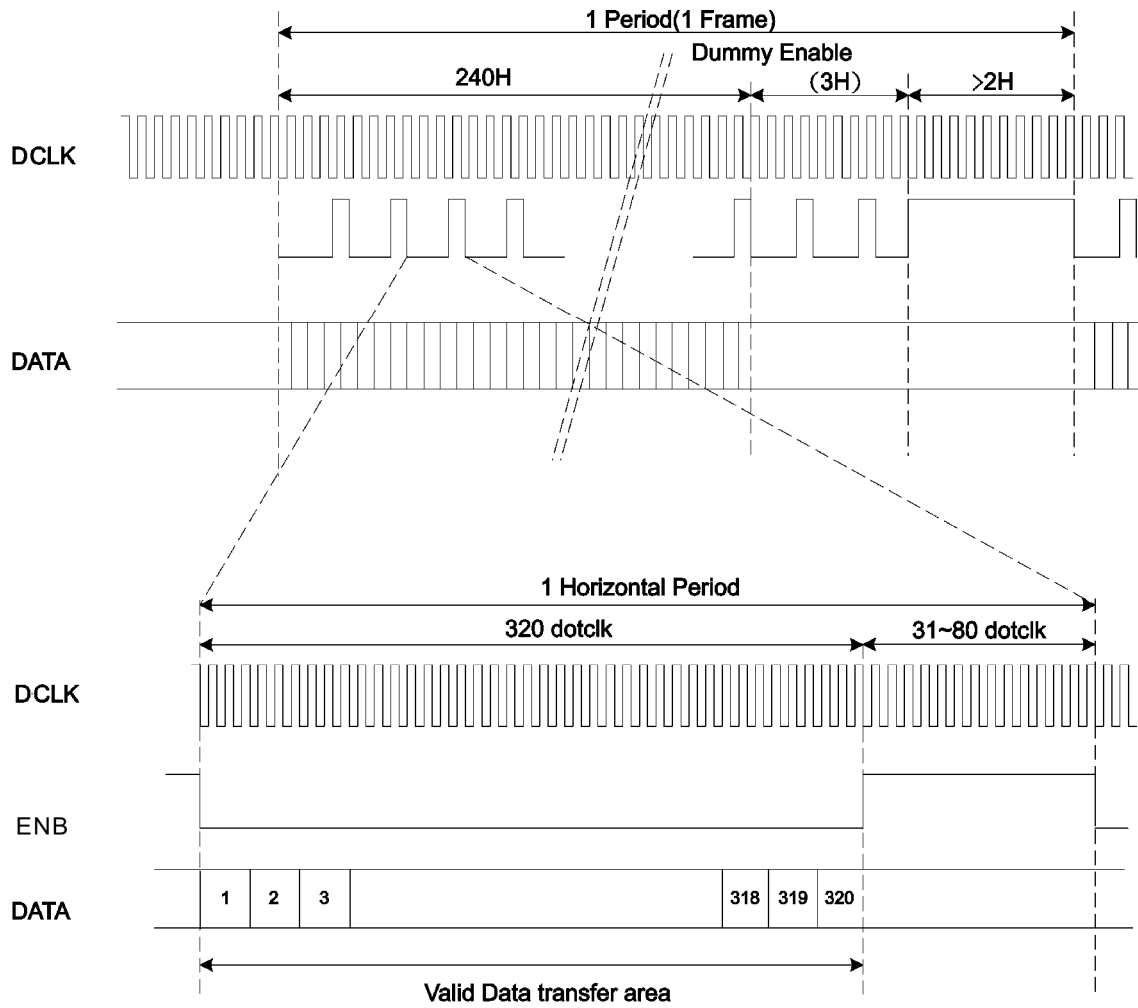 1 Period(1 Frame)
Dummy Enable
240H
(3H)
>2H
DCLK
DATA
1 Horizontal Period
320 dotclk
31~80 dotclk
DCLK
ENB
DATA
1
2
3
318
319
320
Valid Data transfer area